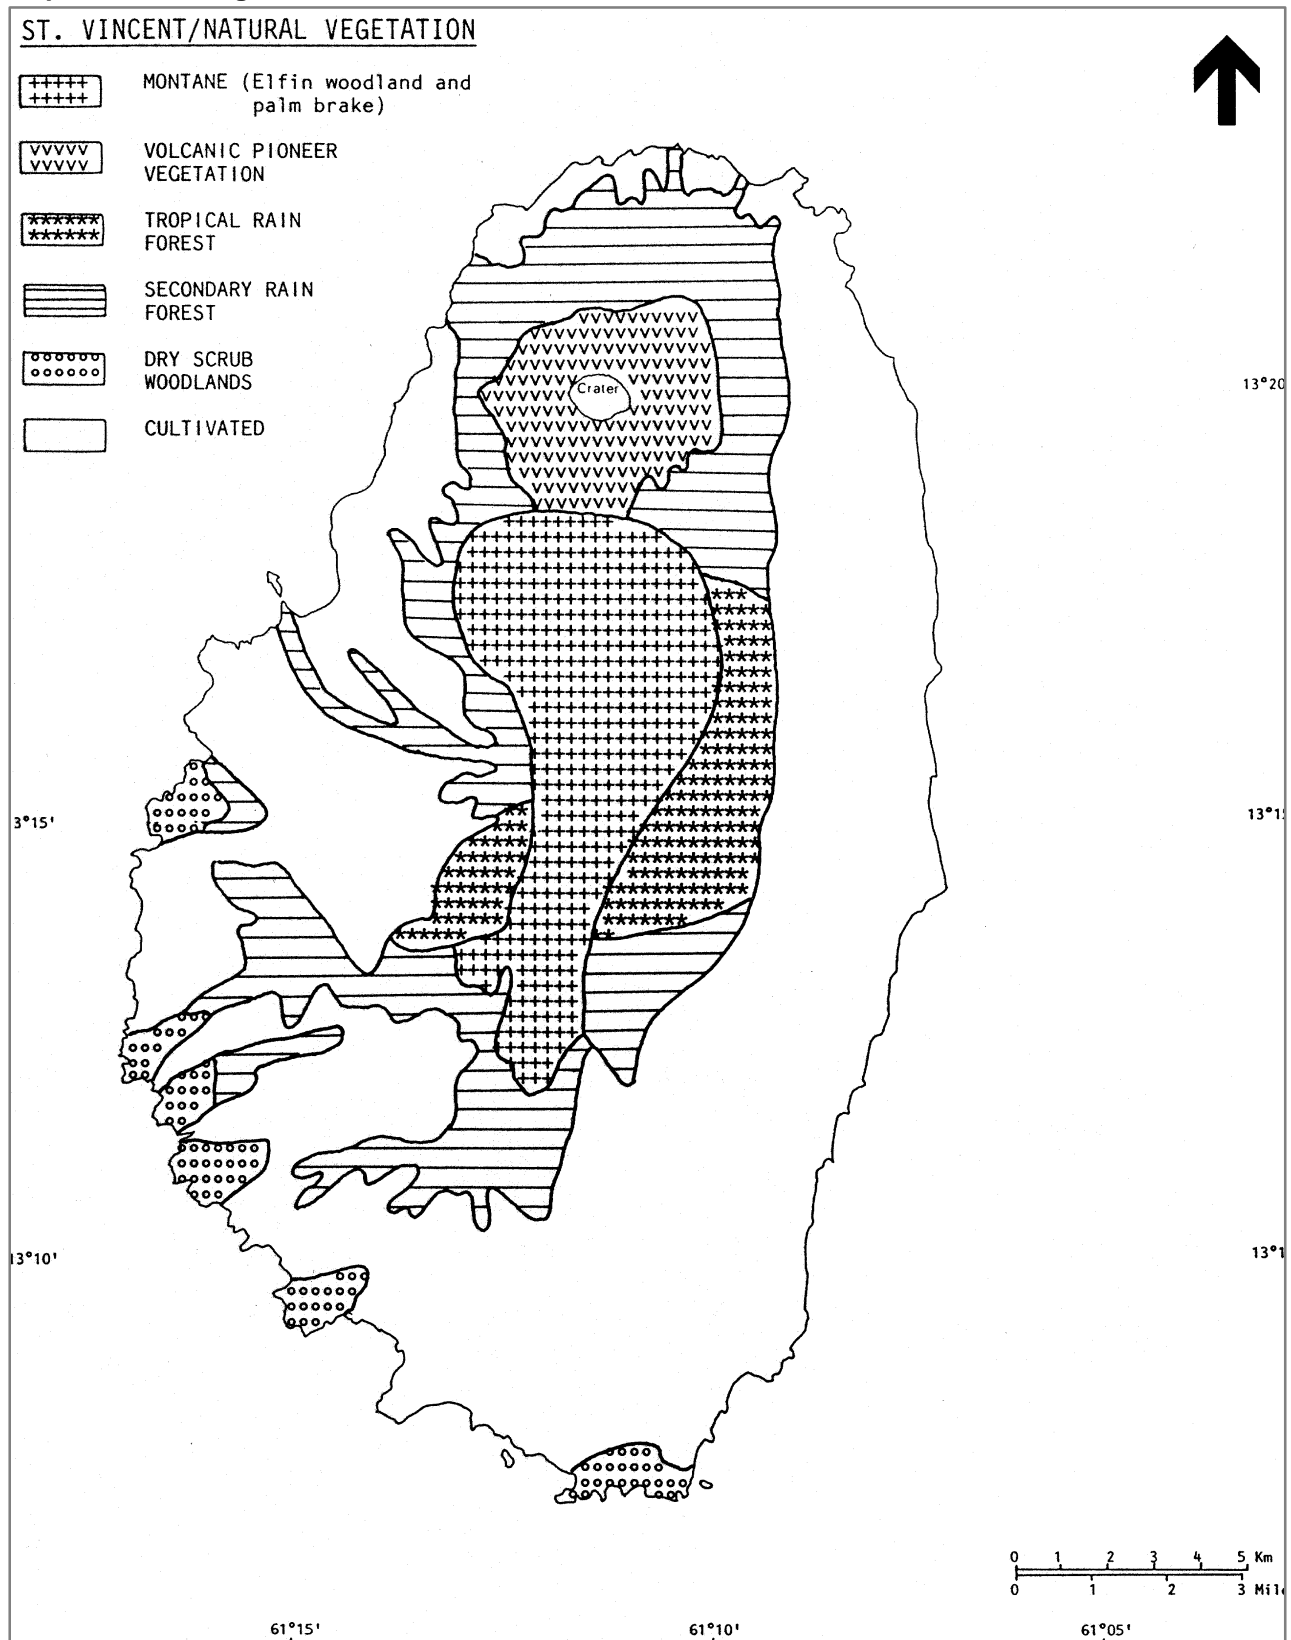 ST. VINCENT/NATURAL VEGETATION
MONTANE (Elfin woodland and
palm brake)
VOLCANIC PIONEER
VEGETATION
TROPICAL RAIN
FOREST
SECONDARY RAIN
FOREST
DRY SCRUB
WOODLANDS
CULTIVATED
Crater
13°20
3°15'
13°1
13°10'
13°1
0 1 2 3 4 5 Km
0 1 2 3 Mil
61°15' 61°10' 61°05'